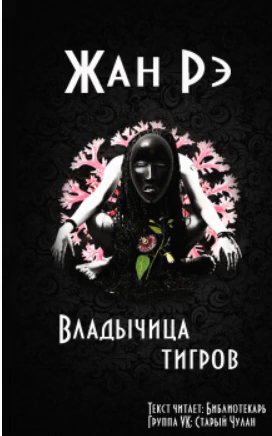 Жан Рэ
Владычица
тигров
Текст читает: Библиотекарь
Группа VK: Старый Чулан